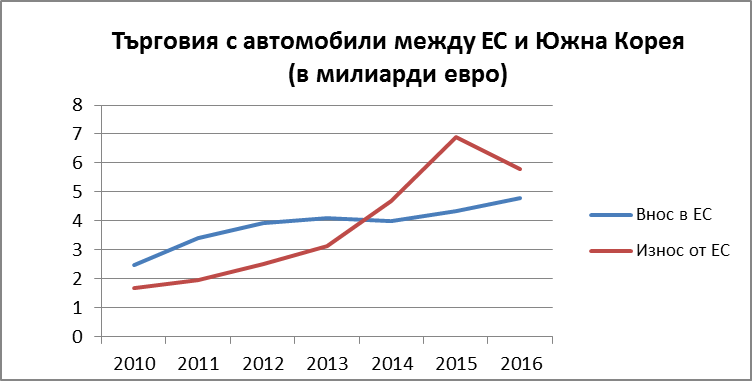 Търговия с автомобили между ЕС и Южна Корея
(в милиарди евро)
8
7
6
5
4
3
2
1
0
2010 2011 2012 2013 2014 2015 2016
Внос в ЕС
Износ от ЕС